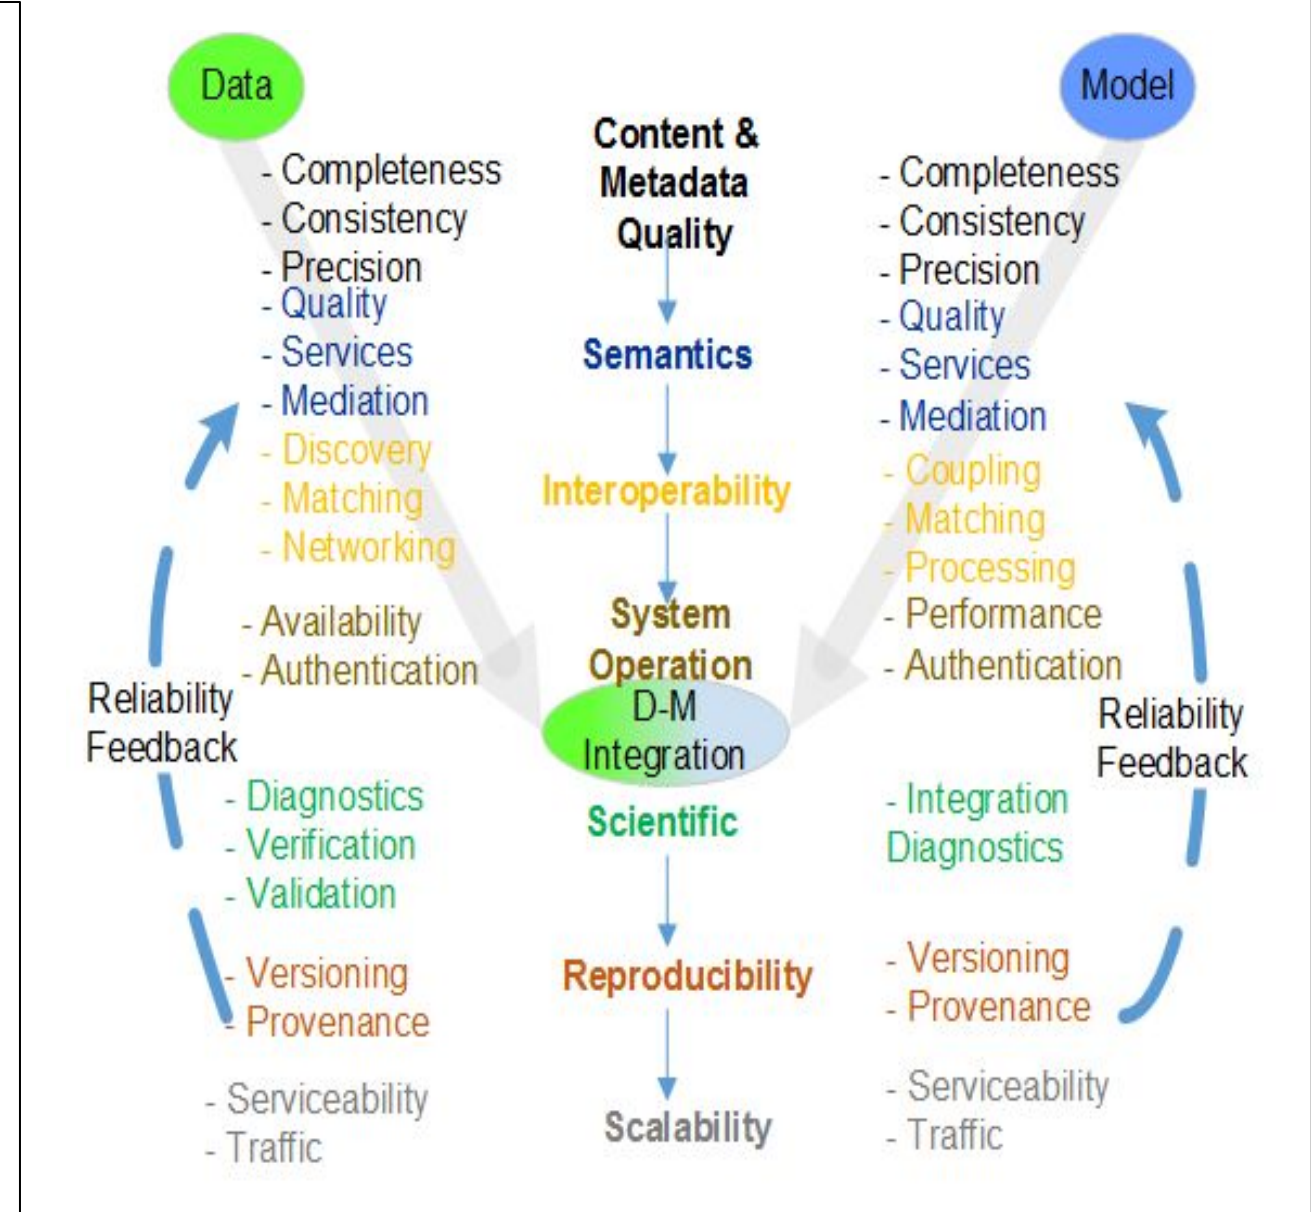 Data
Model
Content &
Metadata
Quality
- Completeness
- Consistency
- Precision
- Quality
- Services
- Mediation
- Discovery
- Matching
- Networking
- Availability
- Authentication
Reliability
Feedback
- Diagnostics
- Verification
- Validation
- Versioning
- Provenance
- Serviceability
- Traffic
Semantics
Interoperability
System
Operation
D-M
Integration
Scientific
Reproducibility
Scalability
- Completeness
- Consistency
- Precision
- Quality
- Services
- Mediation
- Coupling
- Matching
- Processing
- Performance
- Authentication
Reliability
Feedback
- Integration
Diagnostics
- Versioning
- Provenance
- Serviceability
- Traffic